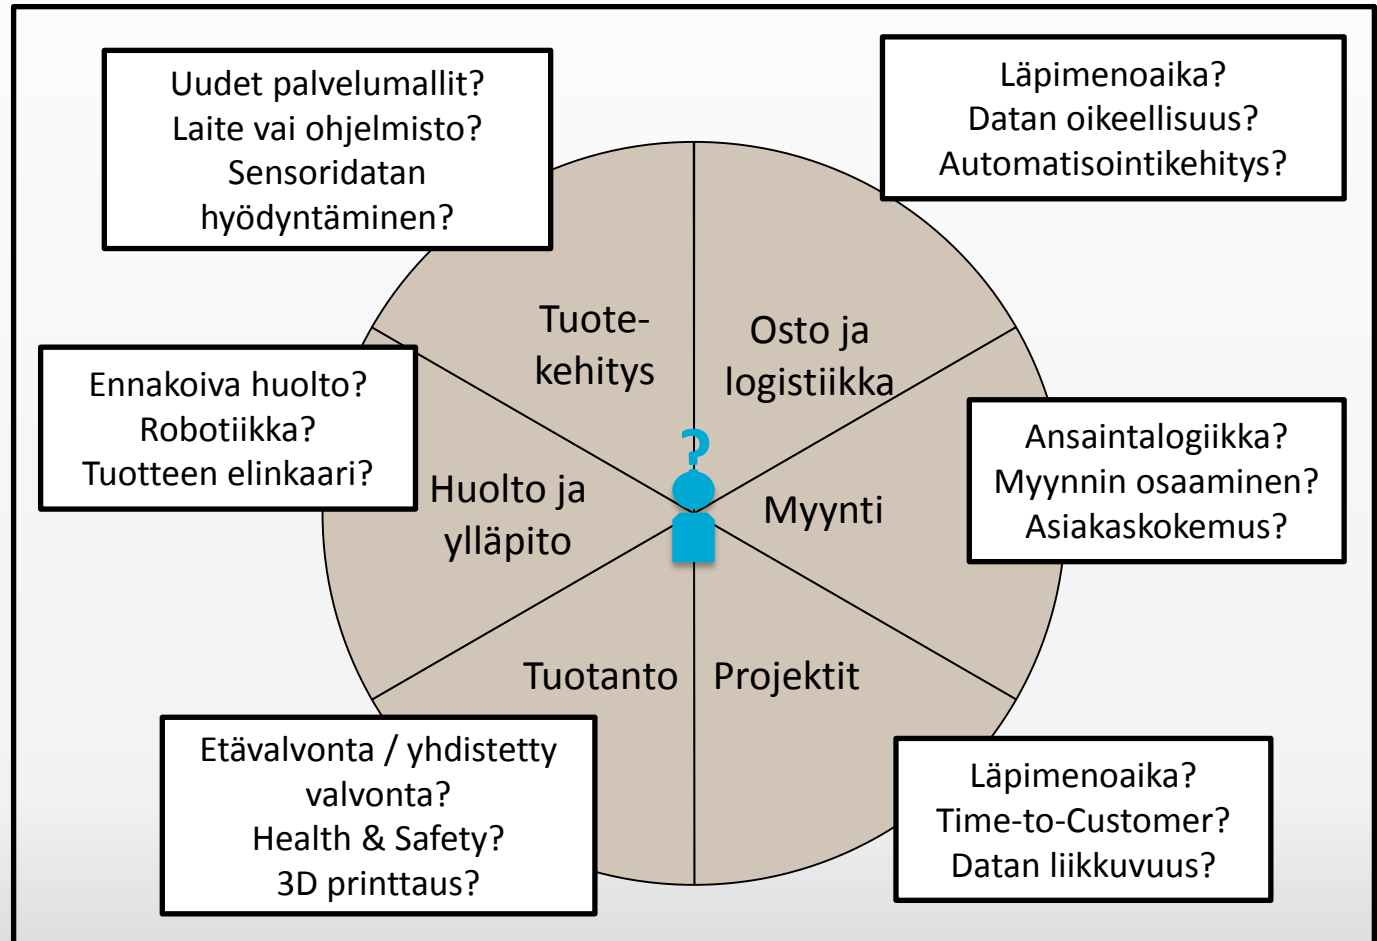 Uudet palvelumallit?
Laite vai ohjelmisto?
Sensoridatan
hyödyntäminen?
Läpimenoaika?
Datan oikeellisuus?
Automatisointikehitys?
Tuote-
kehitys
Osto ja
logistiikka
Ennakoiva huolto?
Robotiikka?
Tuotteen elinkaari?
Huolto ja
ylläpito
?
Myynti
Ansaintalogiikka?
Myynnin osaaminen?
Asiakaskokemus?
Tuotanto
Projektit
Etävalvonta / yhdistetty
valvonta?
Health & Safety?
3D printtaus?
Läpimenoaika?
Time-to-Customer?
Datan liikkuvuus?